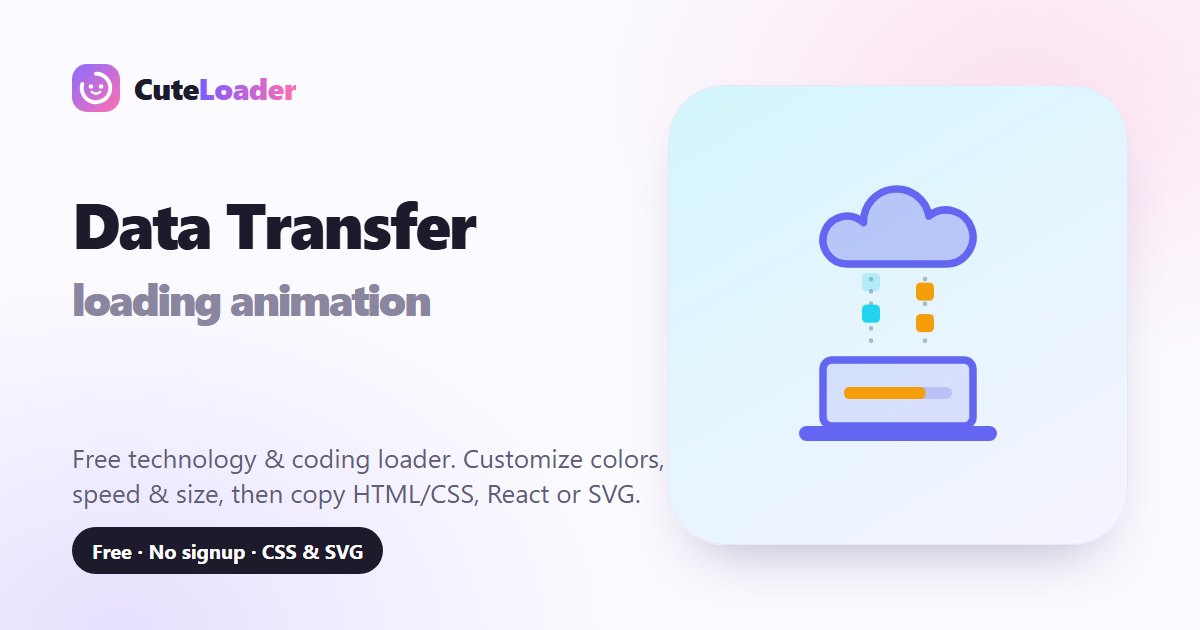 CuteLoader
Data Transfer
loading animation
Free technology & coding loader. Customize colors,
speed & size, then copy HTML/CSS, React or SVG.
Free · No signup · CSS & SVG